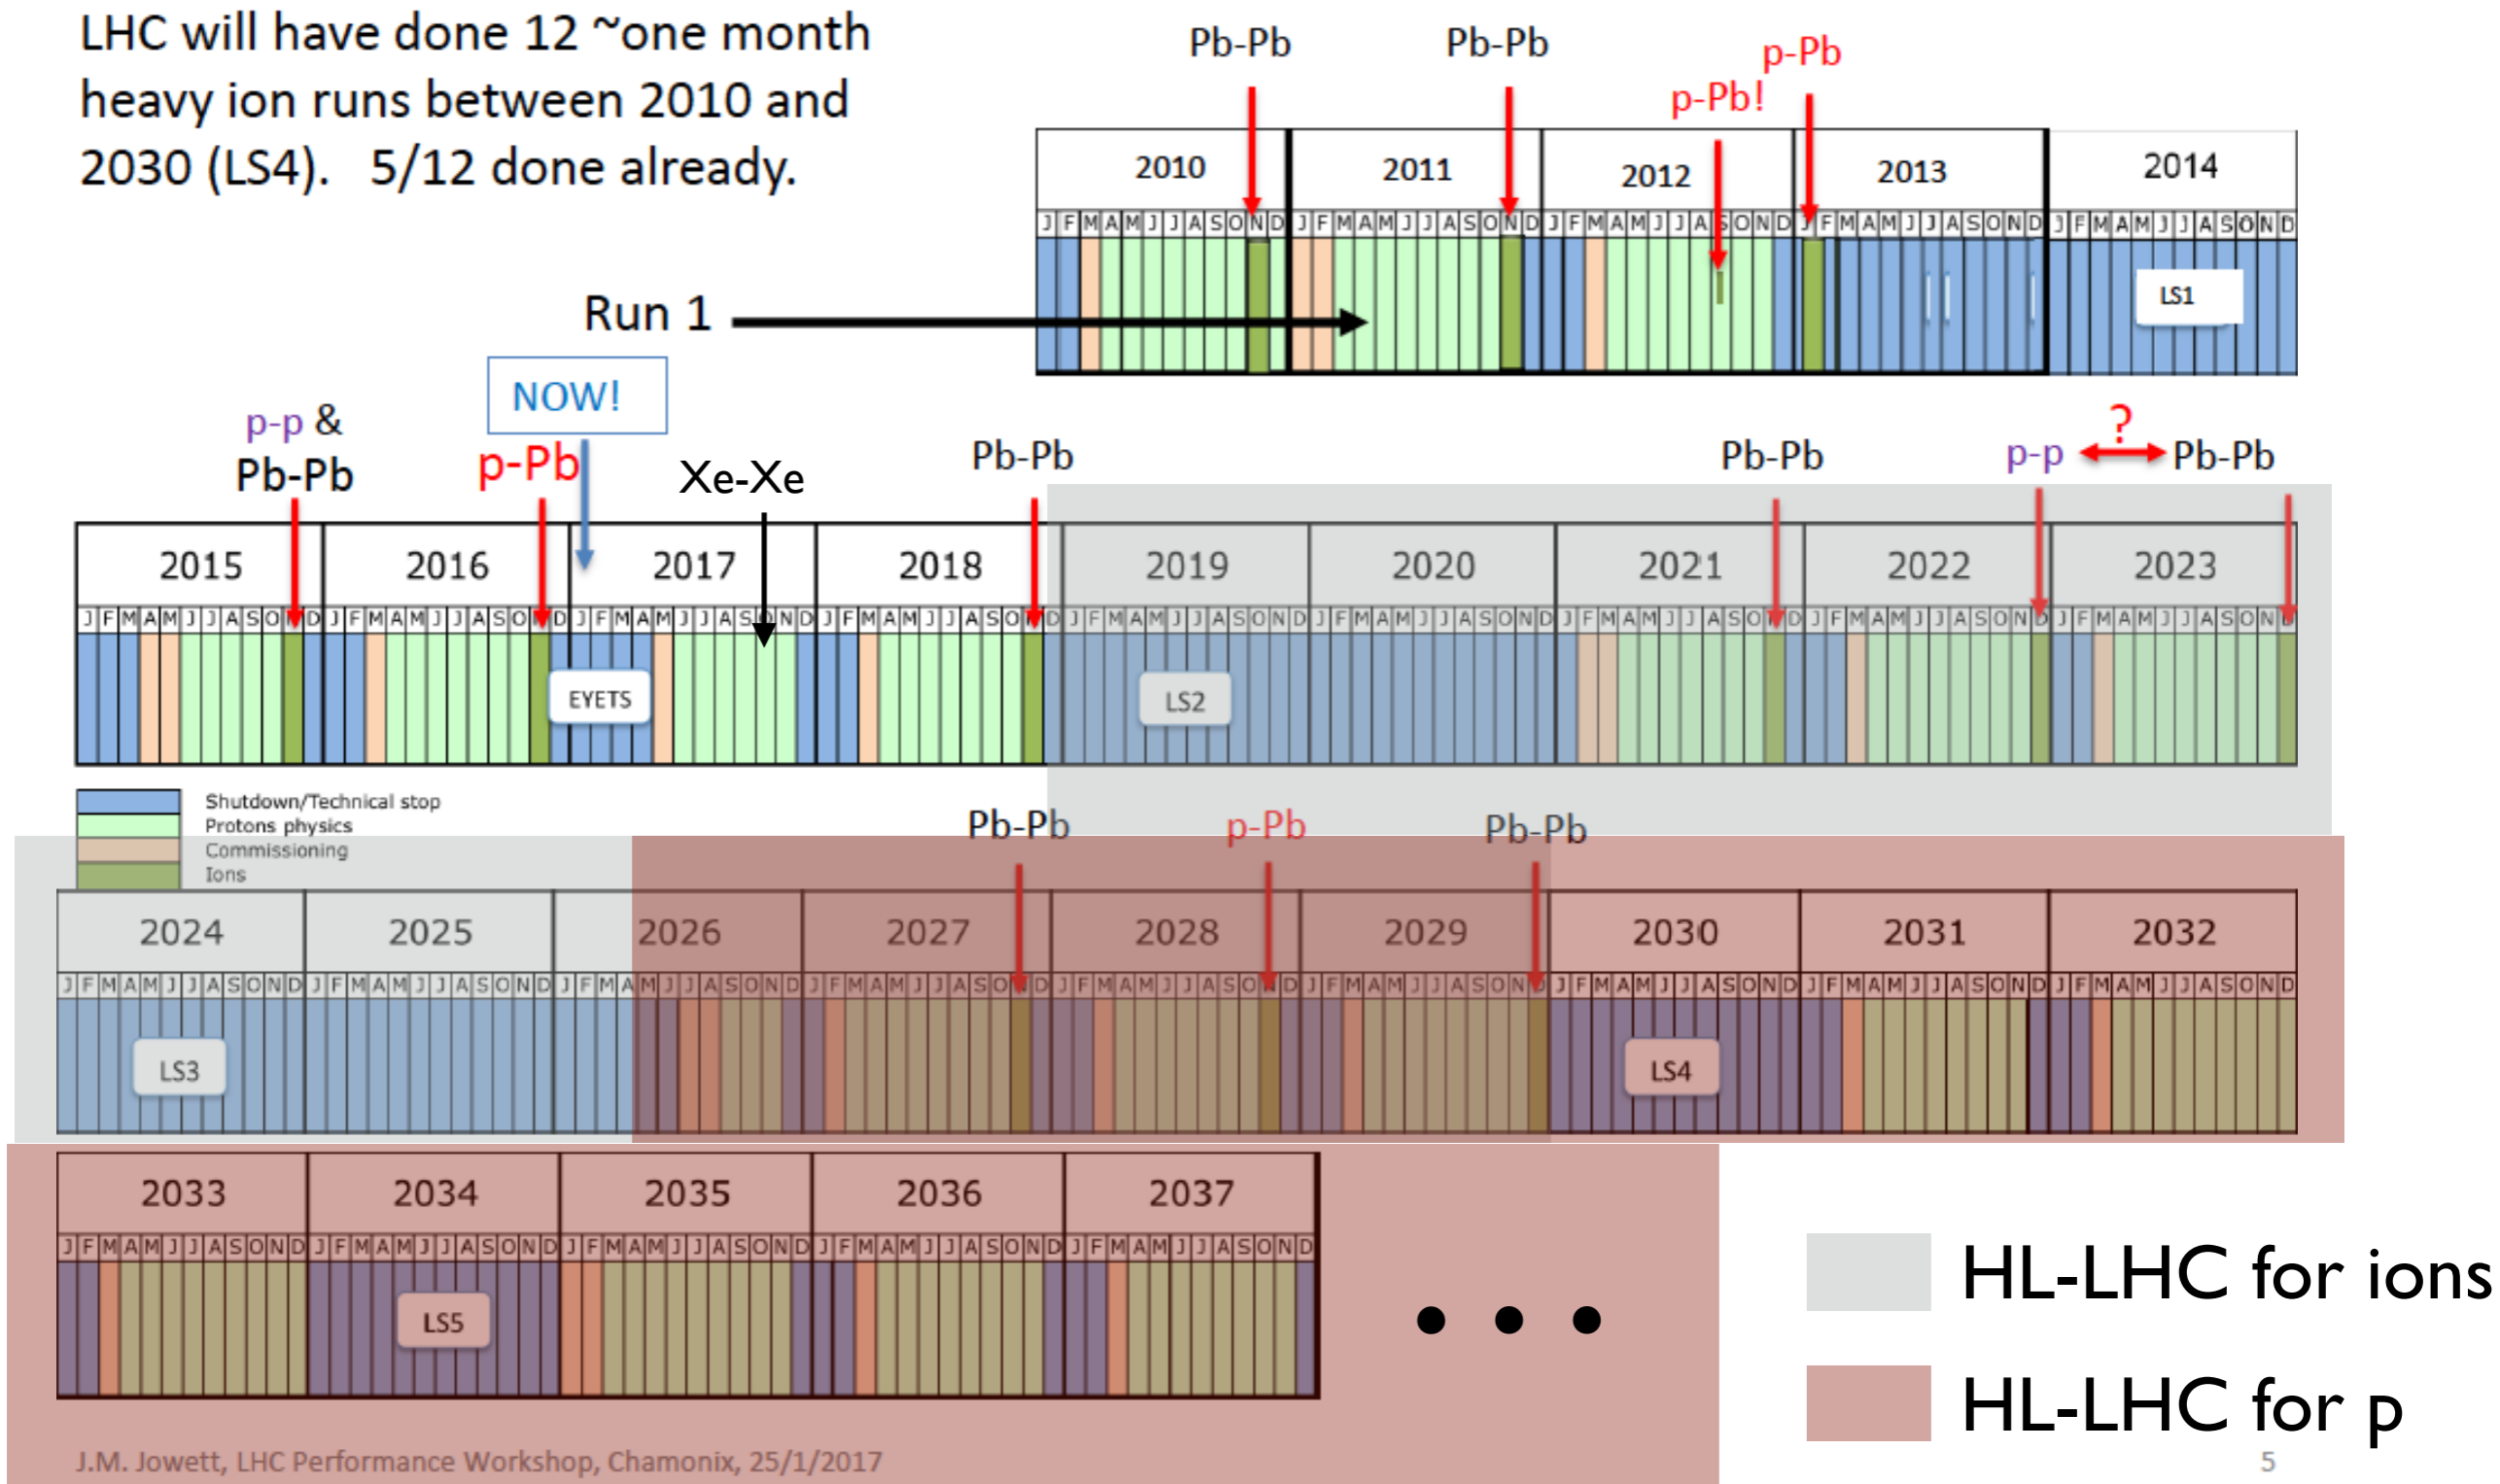 LHC will have done 12 ~one month
heavy ion runs between 2010 and
2030 (LS4). 5/12 done already.
Pb-Pb Pb-Pb p-Pb
p-Pb!
2010 2011 2012 2013 2014
J F M A M J J A S O N D J F M A M J J A S O N D J F M A M J J A S O N D J F M A M J J A S O N D J F M A M J J A S O N D
LS1
Run 1
NOW!
p-p & ?
Pb-Pb p-Pb Xe-Xe Pb-Pb Pb-Pb p-p Pb-Pb
2015 2016 2017 2018 2019 2020 2021 2022 2023
J F M A M J J A S O N D J F M A M J J A S O N D J F M A M J J A S O N D J F M A M J J A S O N D J F M A M J J A S O N D J F M A M J J A S O N D J F M A M J J A S O N D J F M A M J J A S O N D J F M A M J J A S O N D
EYETS LS2
Shutdown/Technical stop
Protons physics
Commissioning
Ions
Pb-Pb p-Pb Pb-Pb
2024 2025 2026 2027 2028 2029 2030 2031 2032
J F M A M J J A S O N D J F M A M J J A S O N D J F M A M J J A S O N D J F M A M J J A S O N D J F M A M J J A S O N D J F M A M J J A S O N D J F M A M J J A S O N D J F M A M J J A S O N D J F M A M J J A S O N D
LS3 LS4
2033 2034 2035 2036 2037
J F M A M J J A S O N D J F M A M J J A S O N D J F M A M J J A S O N D J F M A M J J A S O N D J F M A M J J A S O N D
LS5
• • •
HL-LHC for ions
HL-LHC for p
J.M. Jowett, LHC Performance Workshop, Chamonix, 25/1/2017 5